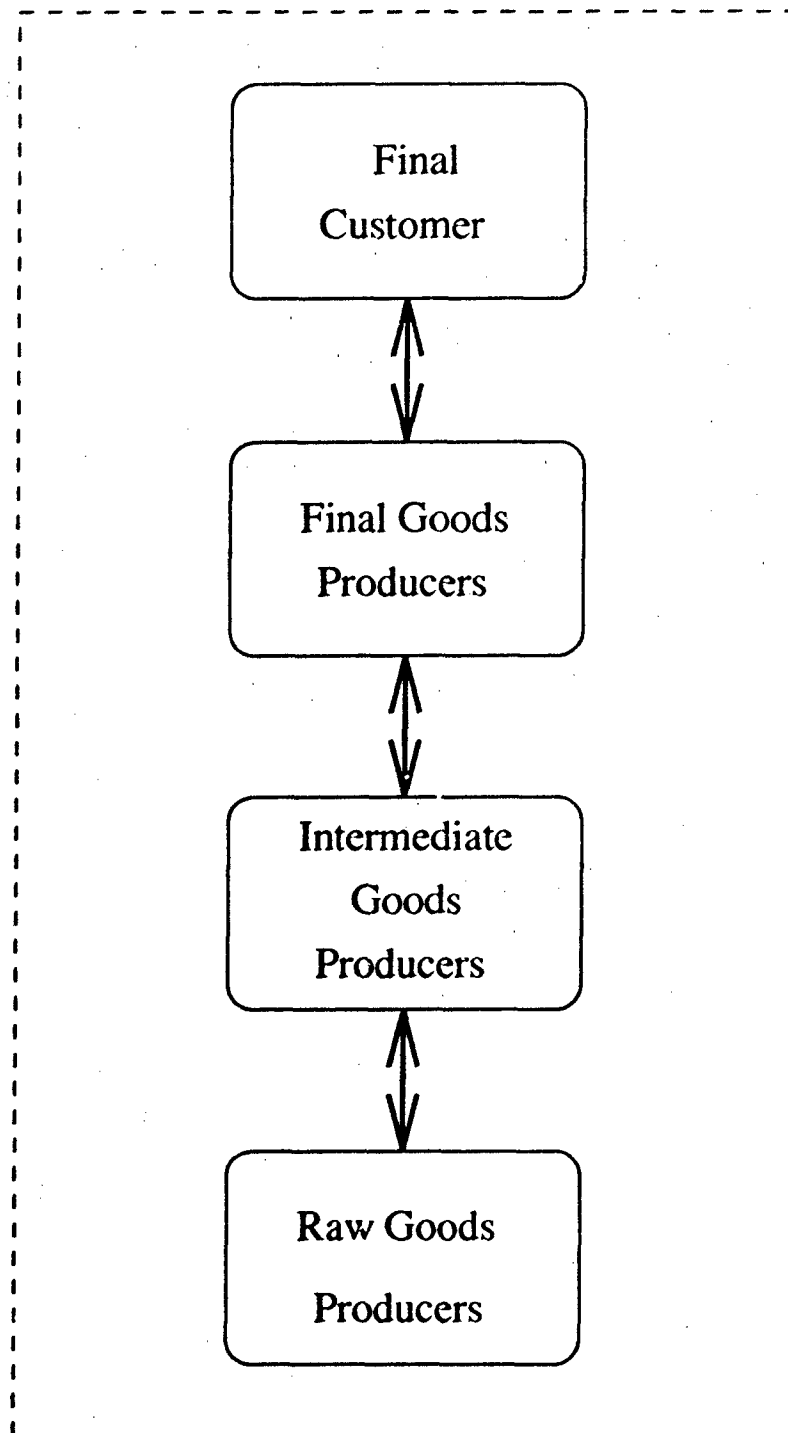 Final
Customer
Final Goods
Producers
Intermediate
Goods
Producers
Raw Goods
Producers